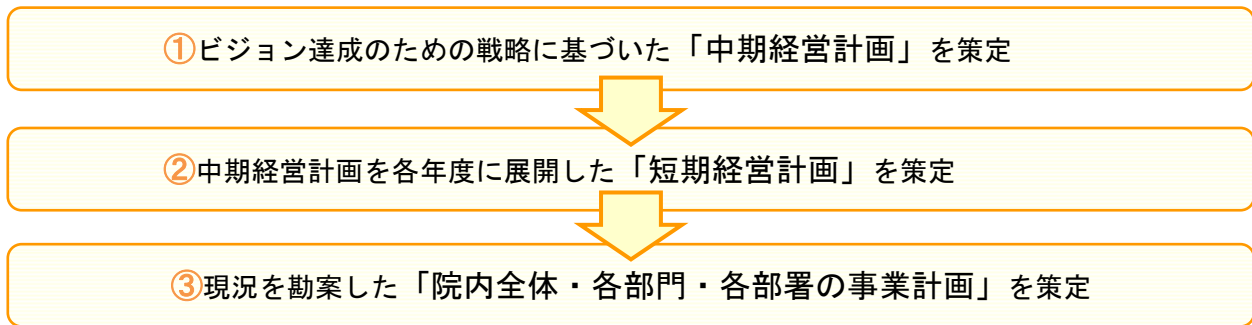 ①ビジョン達成のための戦略に基づいた「中期経営計画」を策定
②中期経営計画を各年度に展開した「短期経営計画」を策定
③現況を勘案した「院内全体・各部門・各部署の事業計画」を策定